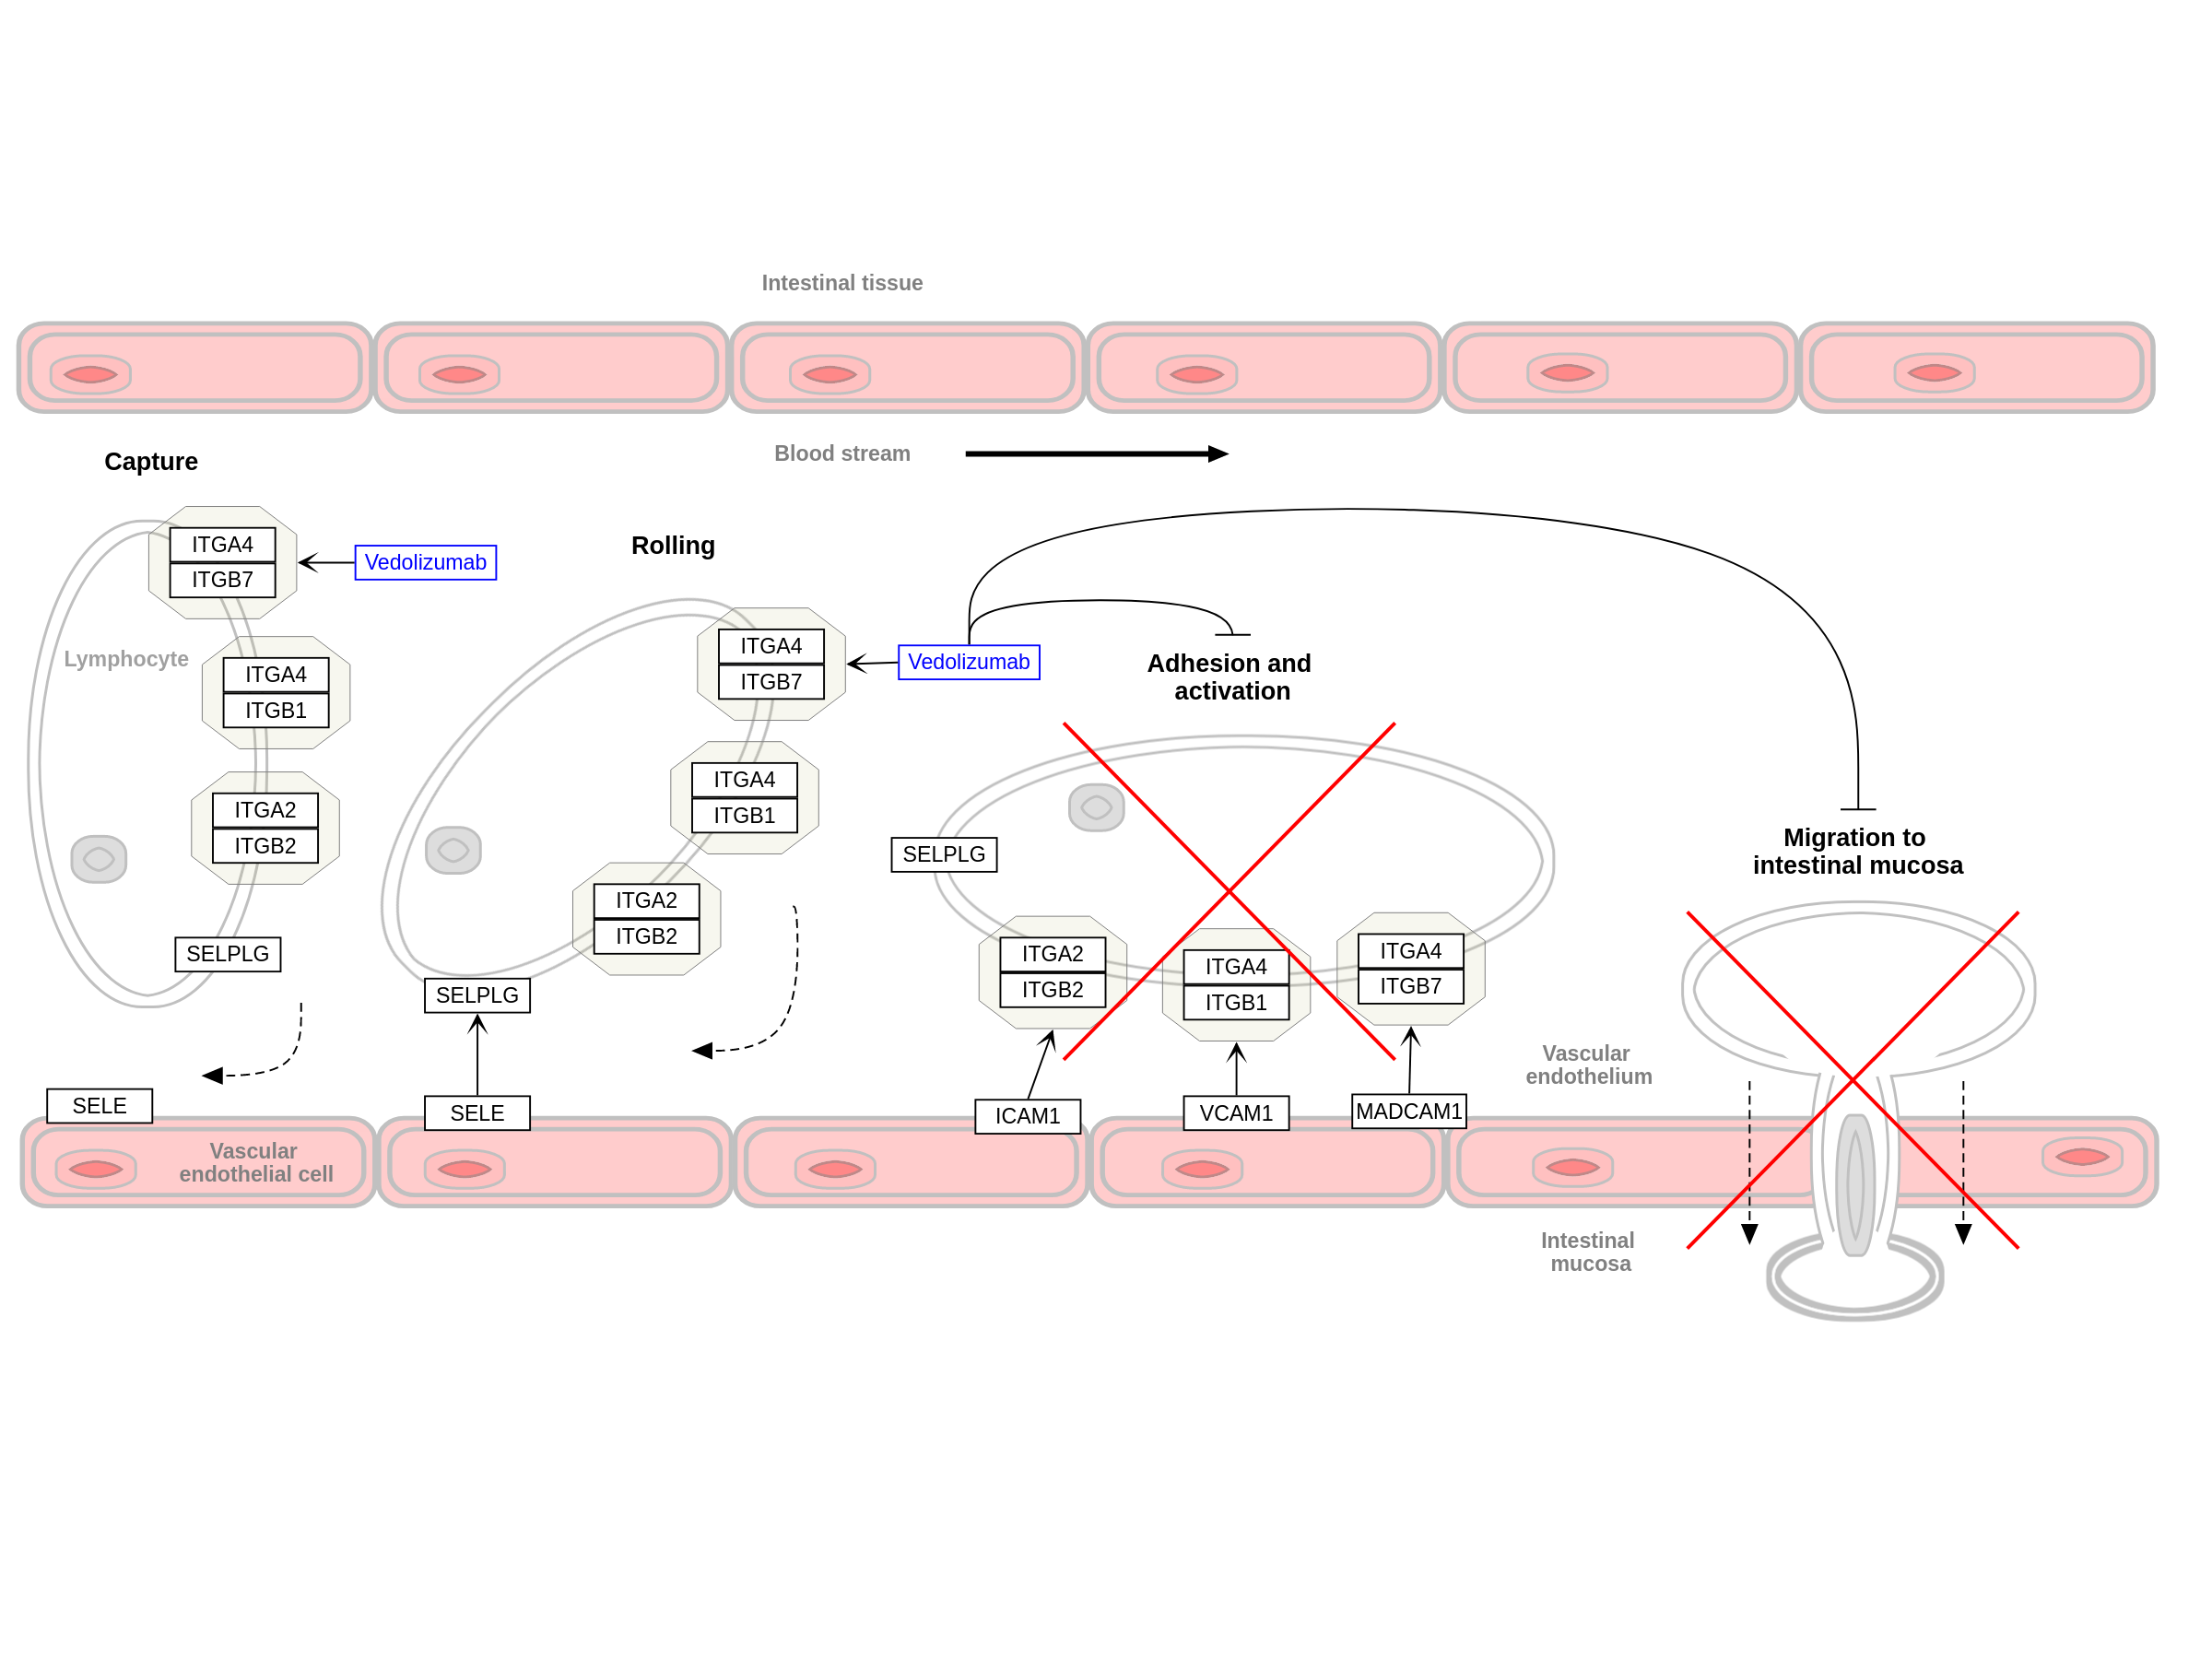 Intestinal tissue
Blood stream
Capture
ITGA4
ITGB7
Vedolizumab
Lymphocyte
ITGA4
ITGB1
ITGA2
ITGB2
SELPLG
SELE
Vascular
endothelial cell
Rolling
ITGA4
ITGB7
Vedolizumab
ITGA4
ITGB1
ITGA2
ITGB2
SELPLG
SELE
Adhesion and
activation
SELPLG
ITGA2
ITGB2
ITGA4
ITGB1
ITGA4
ITGB7
ICAM1
VCAM1
MADCAM1
Migration to
intestinal mucosa
Vascular
endothelium
Intestinal
mucosa